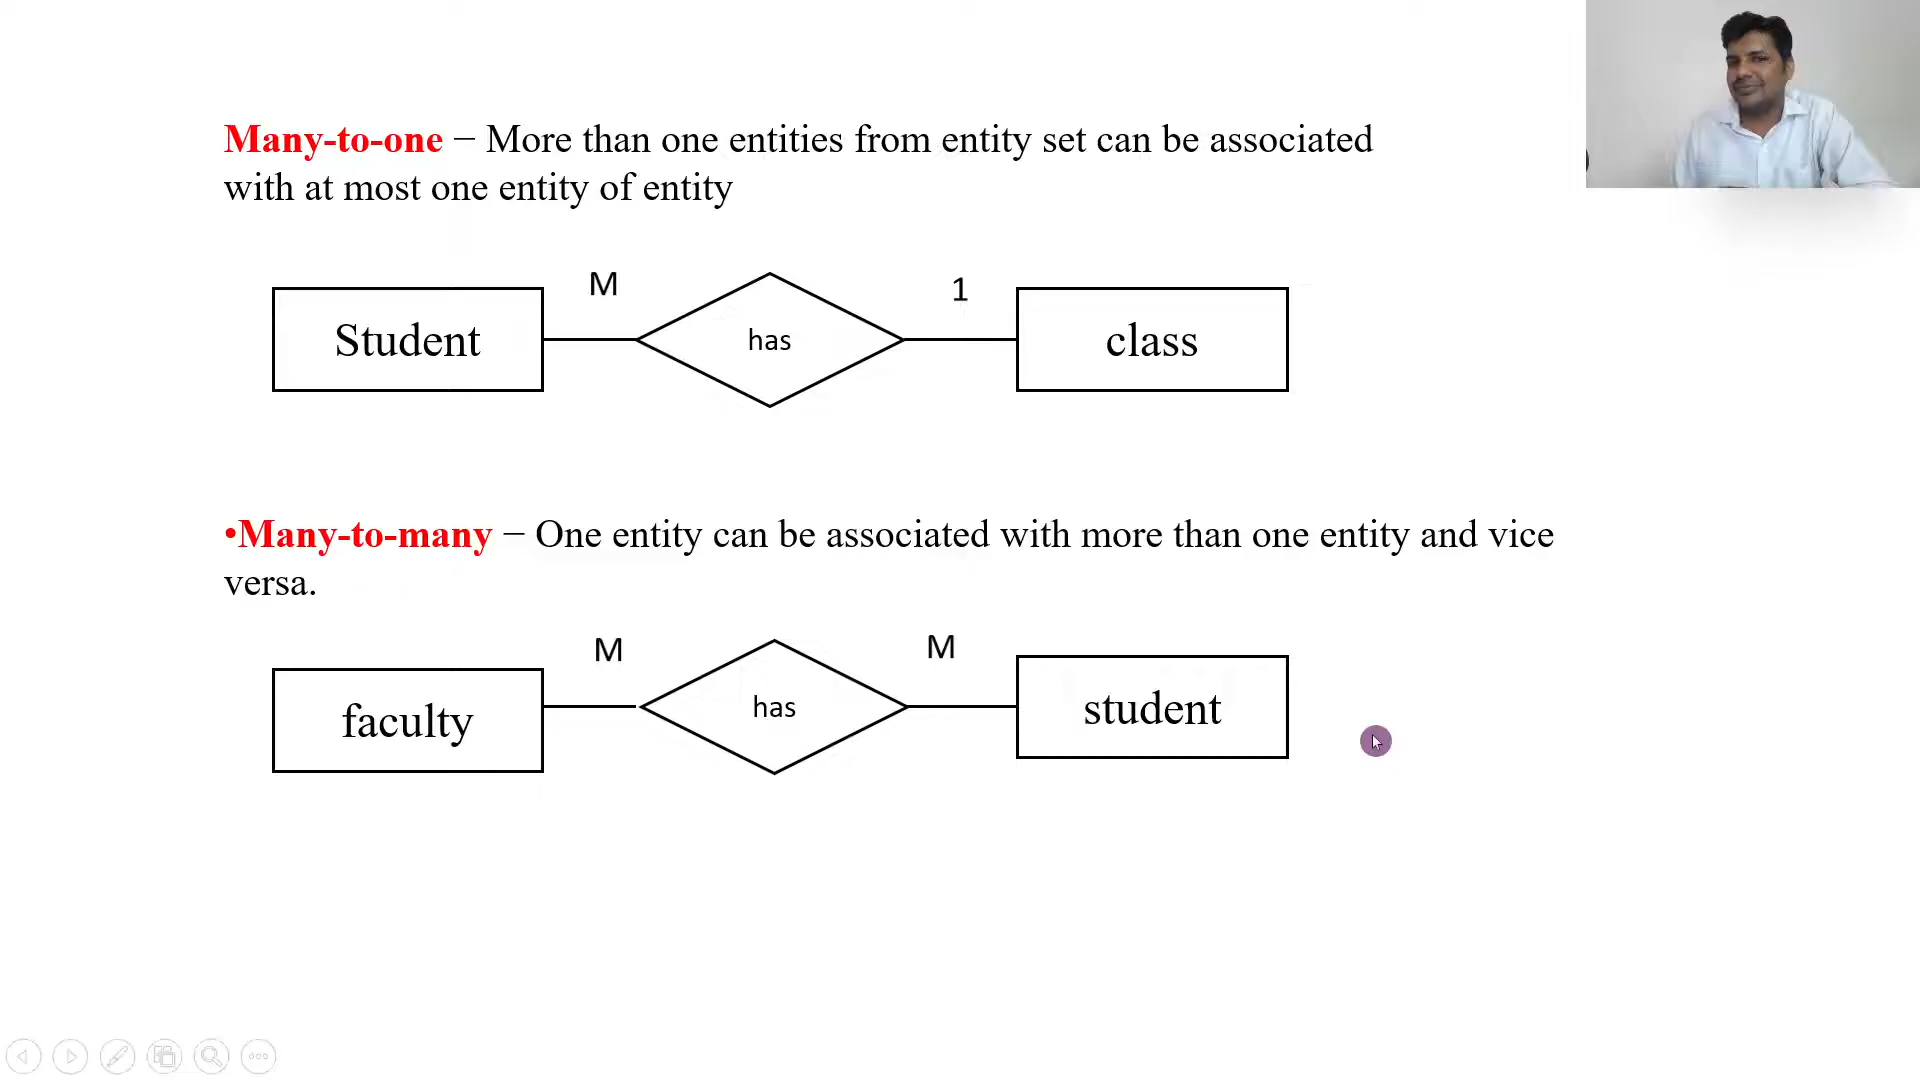 Many-to-one − More than one entities from entity set can be associated
with at most one entity of entity
M
1
Student
has
class
•Many-to-many − One entity can be associated with more than one entity and vice
versa.
M
M
faculty
has
student